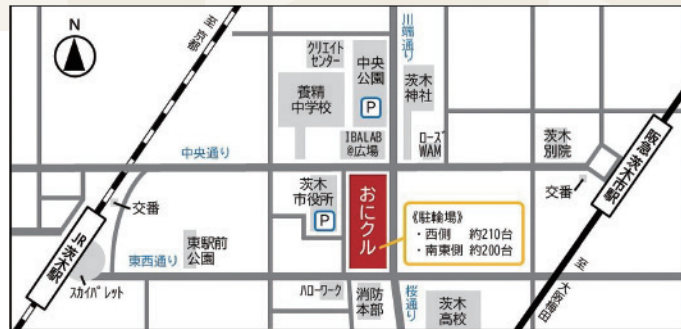 N
至京都
クリエイト
センター
中央
公園
P
川端通り
養精
中学校
茨木
神社
IBALAB
@広場
ローズ
WAM
茨木
別院
阪急 茨木市駅
中央通り
交番
茨木
市役所
P
おにクル
《駐輪場》
・西側 約210台
・南東側 約200台
交番
JR茨木駅
東西通り
東駅前
公園
スカイパレット
ハローワーク
消防
本部
桜通り
茨木
高校
至大阪梅田